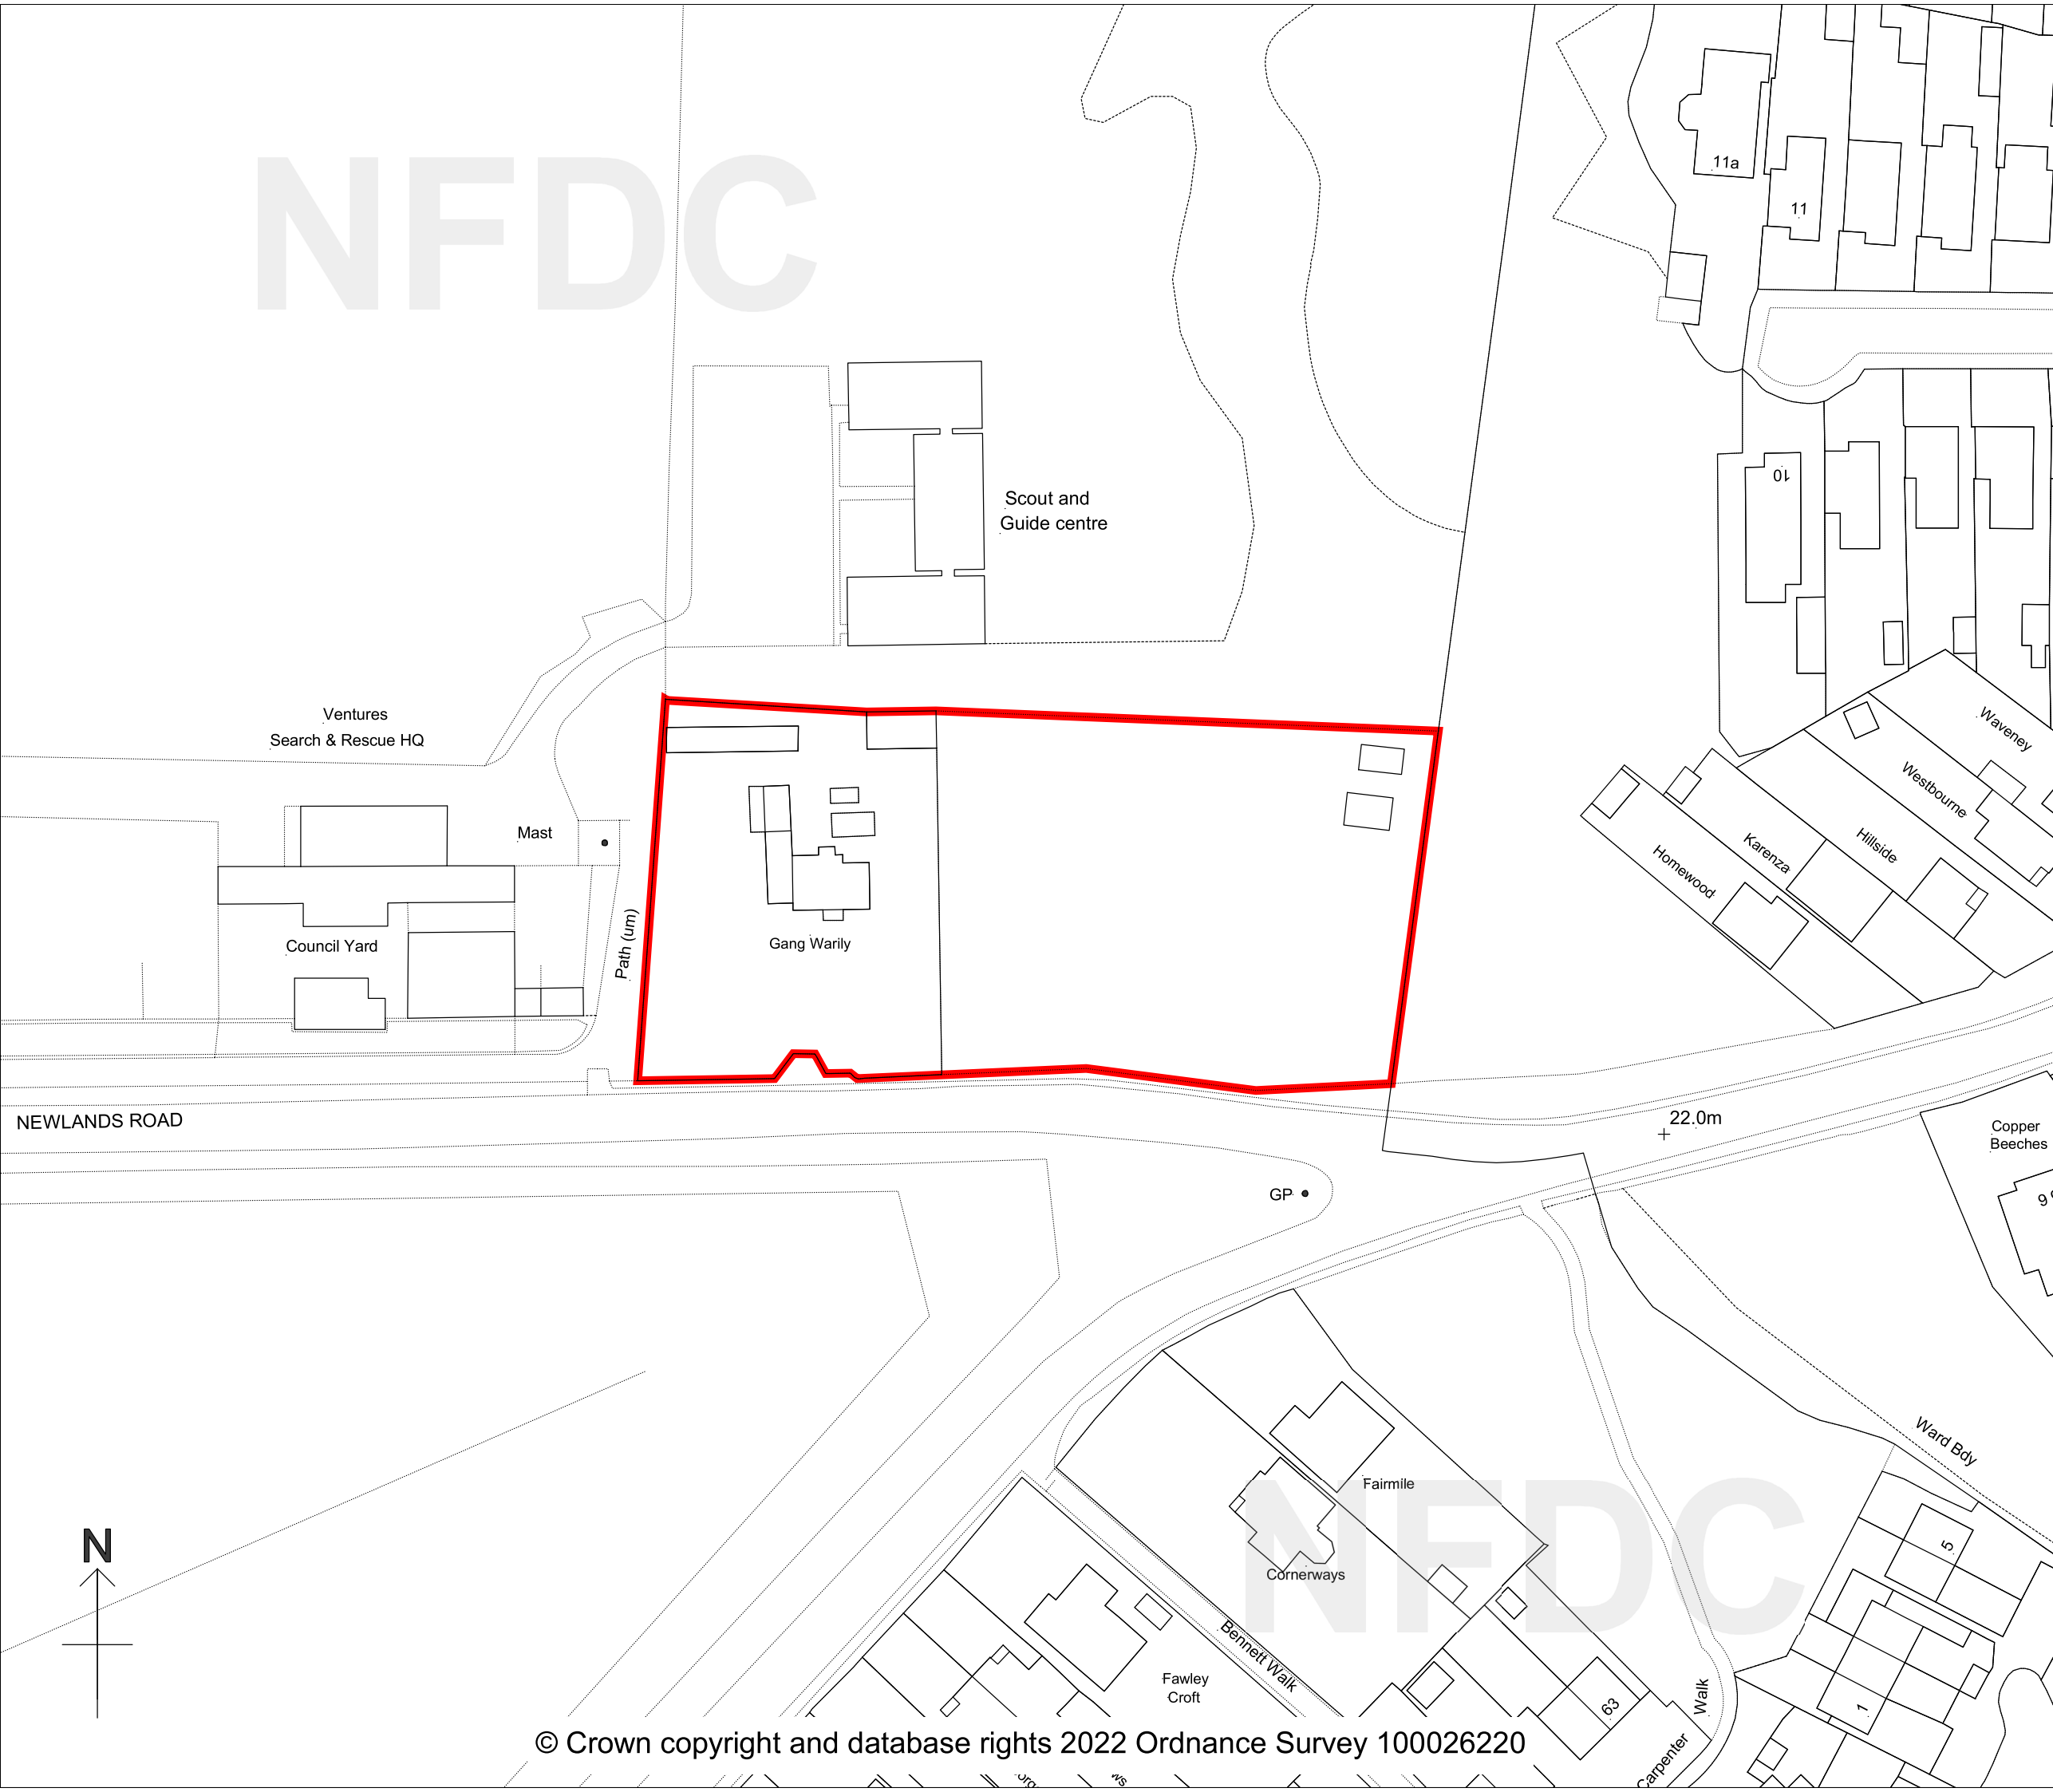 NFDC
11a
11
10
Scout and
Guide centre
Ventures
Search & Rescue HQ
Mast
Council Yard
Path (um)
Gang Warily
Waveney
Westbourne
Hillside
Karenza
Homewood
NEWLANDS ROAD
22.0m
Copper
Beeches
GP
9
Ward Bdy
Fairmile
NFDC
Cornerways
N
5
Bennett Walk
Fawley
Croft
63
1
Walk
Carpenter
© Crown copyright and database rights 2022 Ordnance Survey 100026220